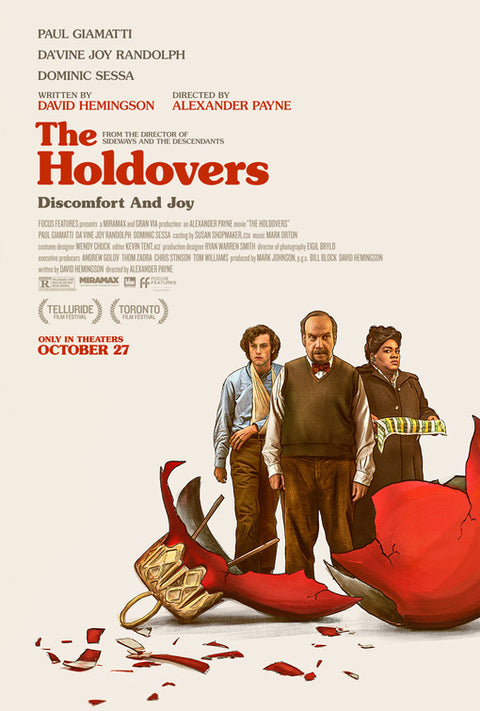 PAUL GIAMATTI
DA'VINE JOY RANDOLPH
DOMINIC SESSA
WRITTEN BY
DAVID HEMINGSON
DIRECTED BY
ALEXANDER PAYNE
The
FROM THE DIRECTOR OF
SIDEWAYS AND THE DESCENDANTS
Holdovers
Discomfort And Joy
FOCUS FEATURES presents a MIRAMAX and GRAN VIA production an ALEXANDER PAYNE movie "THE HOLDOVERS"
PAUL GIAMATTI DA'VINE JOY RANDOLPH DOMINIC SESSA casting by SUSAN SHOPMAKER, CSA music MARK ORTON
costume designer WENDY CHUCK editor KEVIN TENT, ACE production designer RYAN WARREN SMITH director of photography EIGIL BRYLD
executive producers ANDREW GOLOV THOM ZADRA CHRIS STINSON TOM WILLIAMS produced by MARK JOHNSON, p.g.a. BILL BLOCK DAVID HEMINGSON
written by DAVID HEMINGSON directed by ALEXANDER PAYNE
R
MIRAMAX
FOCUS
FEATURES
TELLURIDE
FILM FESTIVAL
TORONTO
FILM FESTIVAL
ONLY IN THEATERS
OCTOBER 27